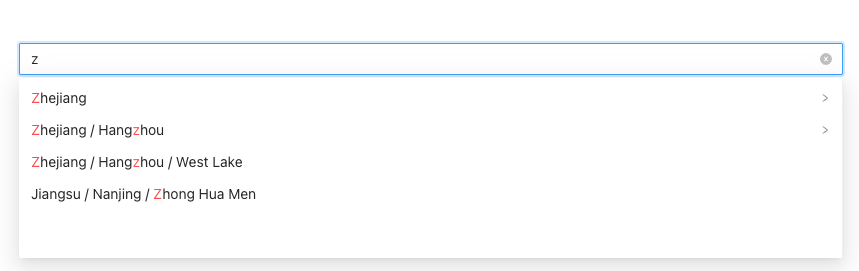 z
Zhejiang
Zhejiang / Hangzhou
Zhejiang / Hangzhou / West Lake
Jiangsu / Nanjing / Zhong Hua Men